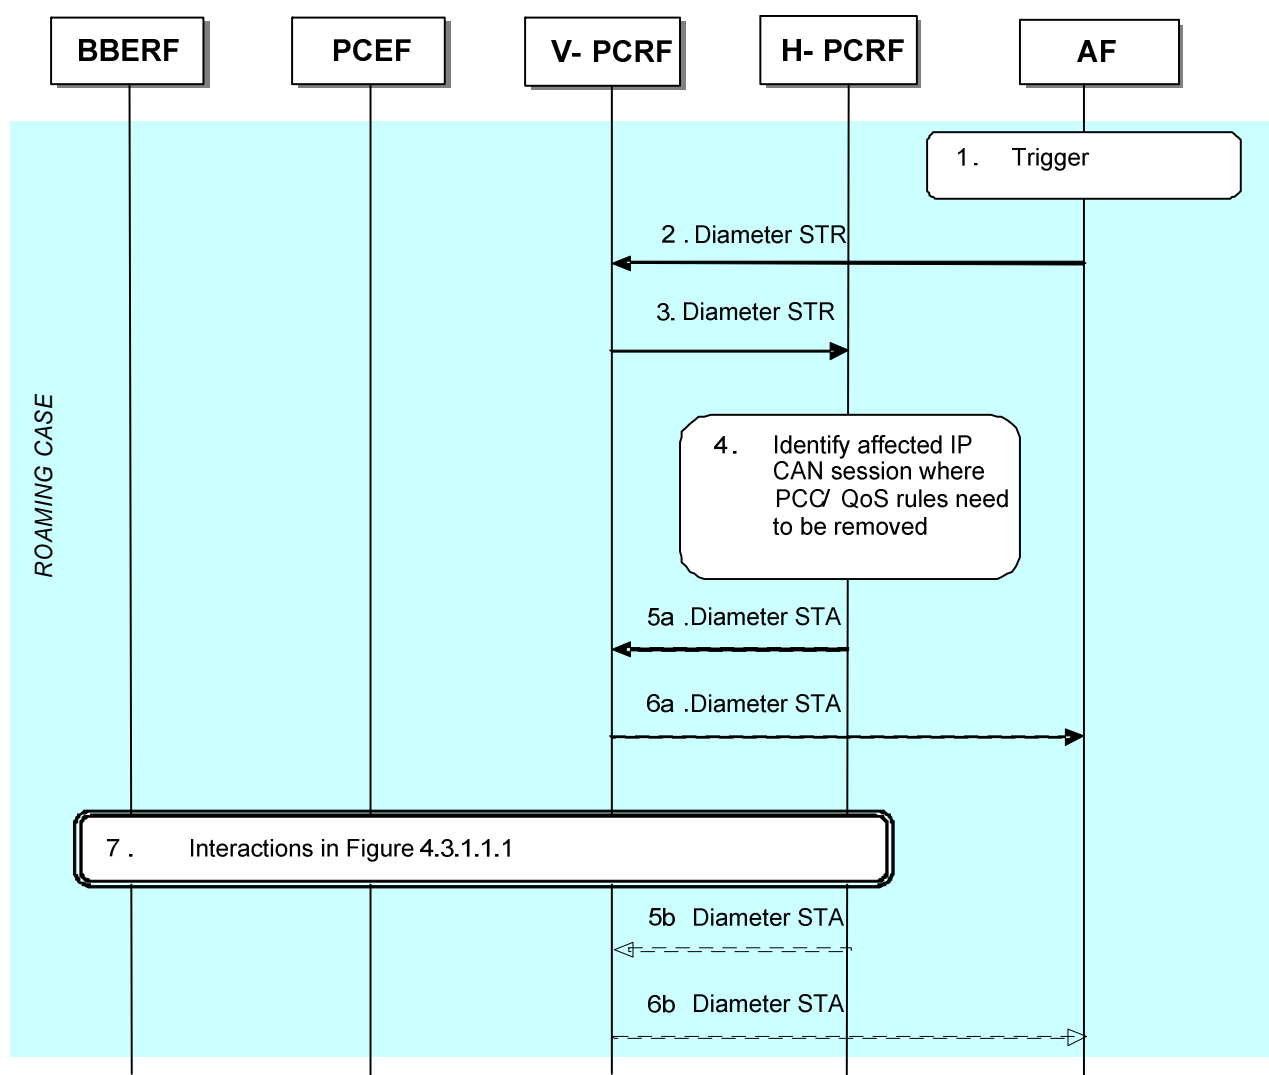 BBERF
PCEF
V- PCRF
H- PCRF
AF
1. Trigger
2 . Diameter STR
3. Diameter STR
ROAMING CASE
4. Identify affected IP
CAN session where
PCC/ QoS rules need
to be removed
5a .Diameter STA
6a .Diameter STA
7 . Interactions in Figure 4.3.1.1.1
5b Diameter STA
6b Diameter STA